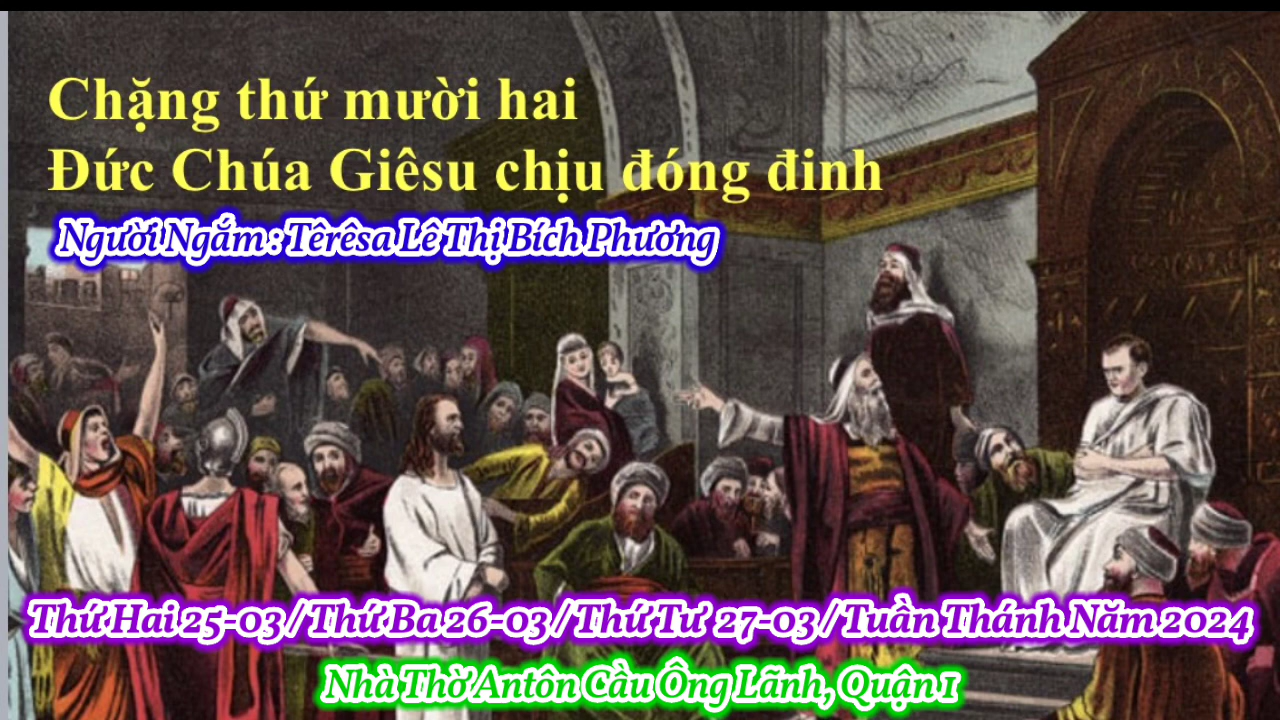 Chặng thứ mười hai
Đức Chúa Giêsu chịu đóng đinh
Người Ngắm : Têrêsa Lê Thị Bích Phương
Thứ Hai 25-03 / Thứ Ba 26-03 / Thứ Tư 27-03 / Tuần Thánh Năm 2024
Nhà Thờ Antôn Cầu Ông Lãnh, Quận 1